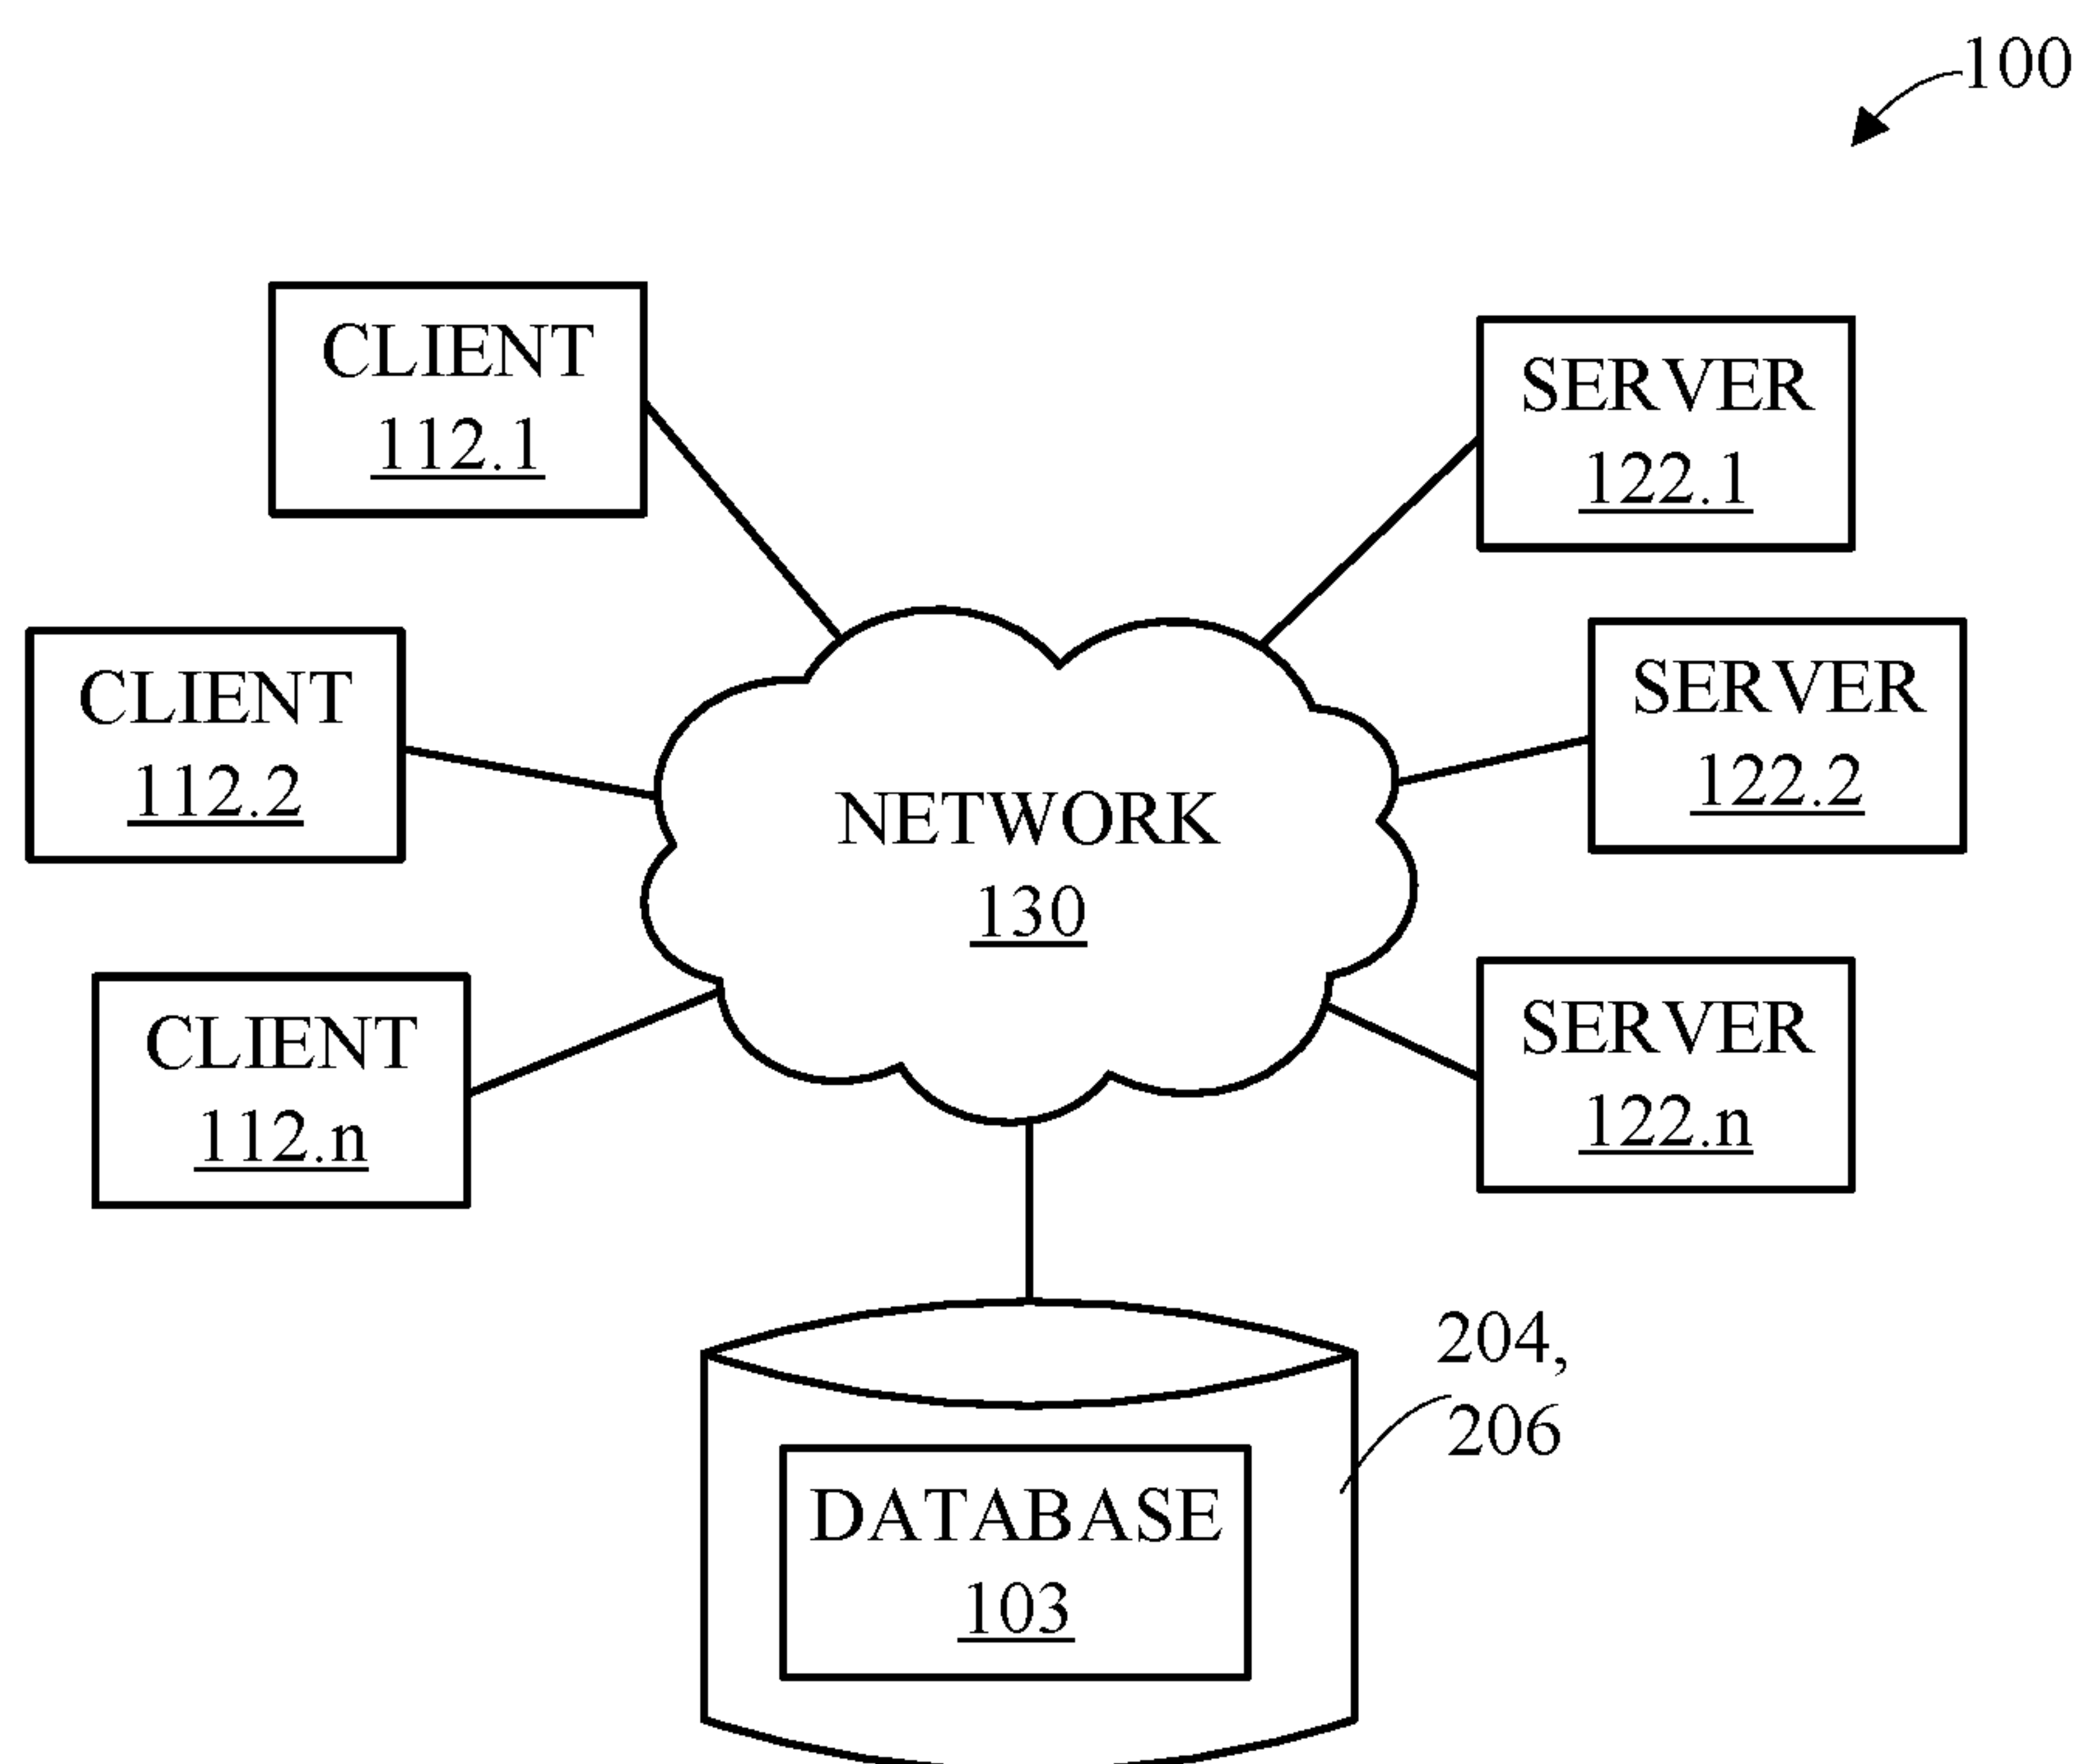 100
CLIENT
112.1
SERVER
122.1
CLIENT
112.2
SERVER
122.2
NETWORK
130
CLIENT
112.n
SERVER
122.n
204,
206
DATABASE
103